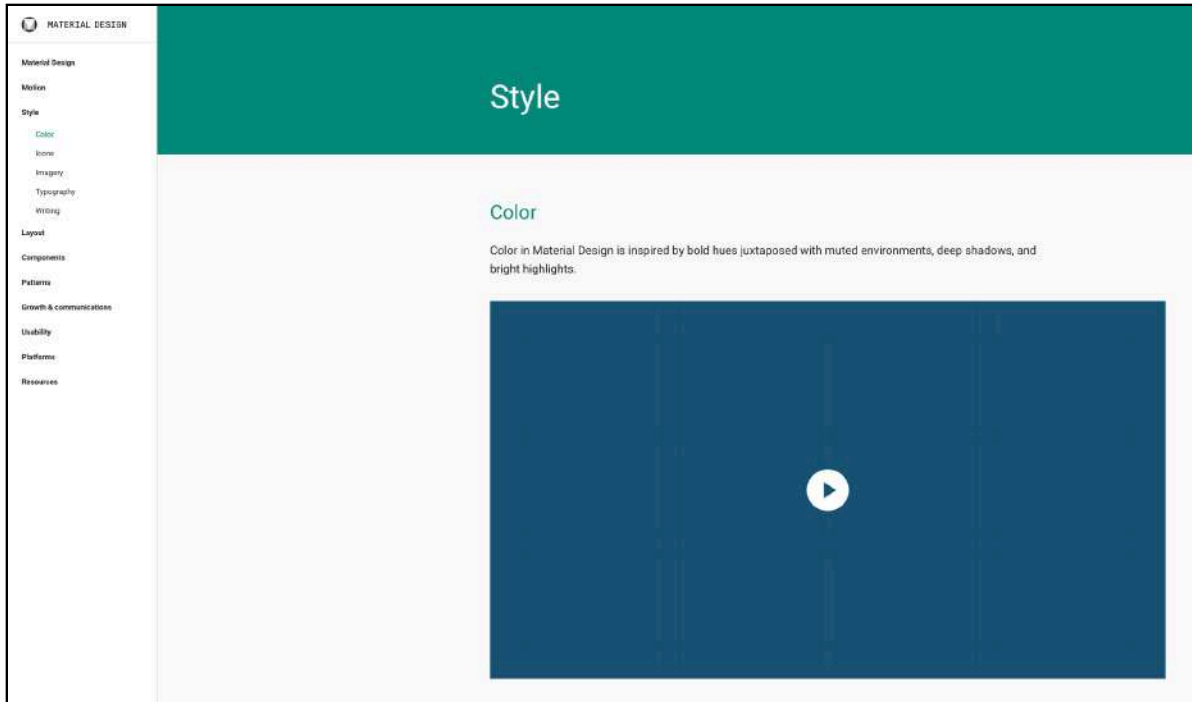 MATERIAL DESIGN
Material Design
Motion
Style
Color
Icons
Imagery
Typography
Writing
Layout
Components
Patterns
Growth & communications
Usability
Platforms
Resources
Style
Color
Color in Material Design is inspired by bold hues juxtaposed with muted environments, deep shadows, and
bright highlights.